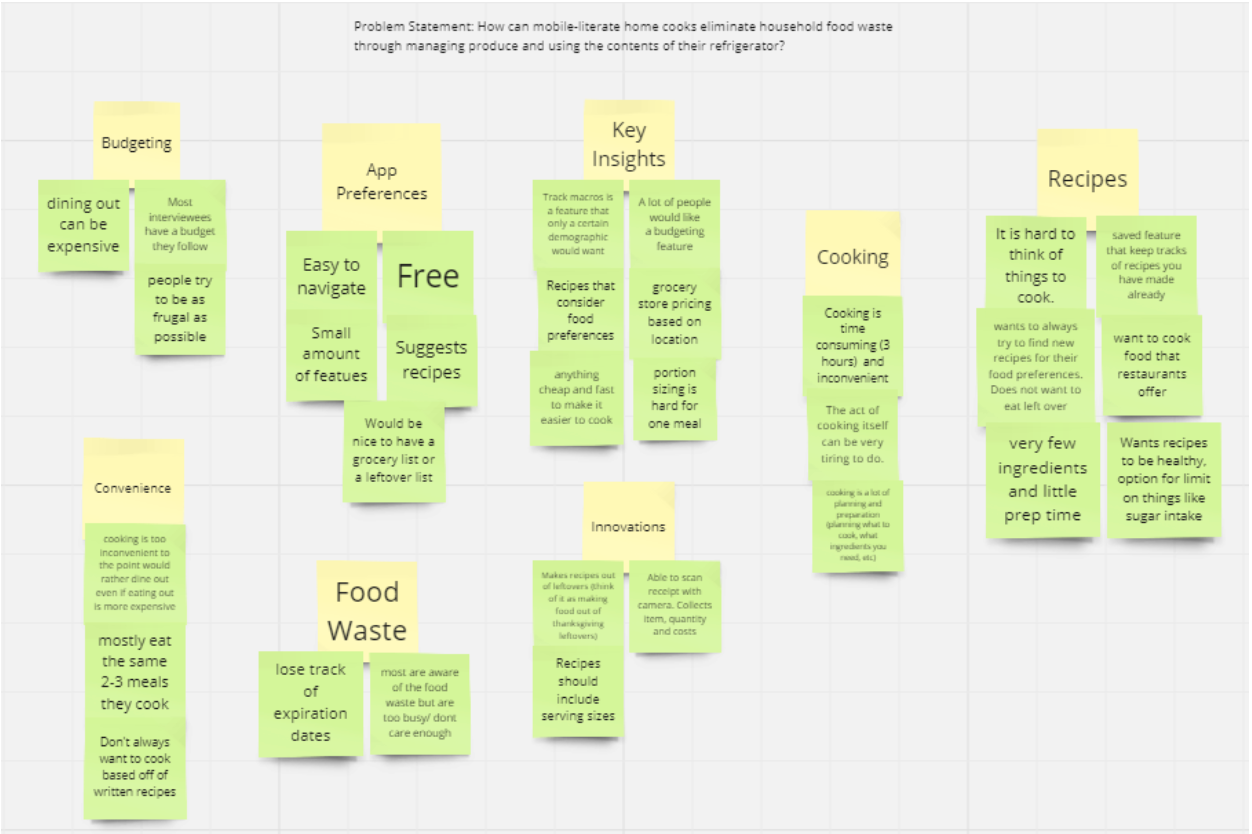 Problem Statement: How can mobile-literate home cooks eliminate household food waste
through managing produce and using the contents of their refrigerator?
Budgeting
dining out
can be
expensive
Most
interviewees
have a budget
they follow
people try
to be as
frugal as
possible
App
Preferences
Easy to
navigate
Free
Small
amount
of featues
Suggests
recipes
Would be
nice to have a
grocery list or
a leftover list
Key
Insights
Track macros is
a feature that
only a certain
demographic
would want
A lot of people
would like
a budgeting
feature
Recipes that
consider
food
preferences
grocery
store pricing
based on
location
anything
cheap and fast
to make it
easier to cook
portion
sizing is
hard for
one meal
Cooking
Cooking is
time
consuming (3
hours) and
inconvenient
The act of
cooking itself
can be very
tiring to do.
cooking is a lot of
planning and
preparation
(planning what to
cook, what
ingredients you
need, etc)
Recipes
It is hard to
think of
things to
cook.
saved feature
that keep tracks
of recipes you
have made
already
wants to always
try to find new
recipes for their
food preferences.
Does not want to
eat left over
want to cook
food that
restaurants
offer
very few
ingredients
and little
prep time
Wants recipes
to be healthy,
option for limit
on things like
sugar intake
Convenience
cooking is too
inconvenient to
the point would
rather dine out
even if eating out
is more expensive
mostly eat
the same
2-3 meals
they cook
Don't always
want to cook
based off of
written recipes
Food
Waste
lose track
of
expiration
dates
most are aware
of the food
waste but are
too busy/ dont
care enough
Innovations
Makes recipes out
of leftovers (think
of it as making
food out of
thanksgiving
leftovers)
Able to scan
receipt with
camera. Collects
item, quantity
and costs
Recipes
should
include
serving sizes